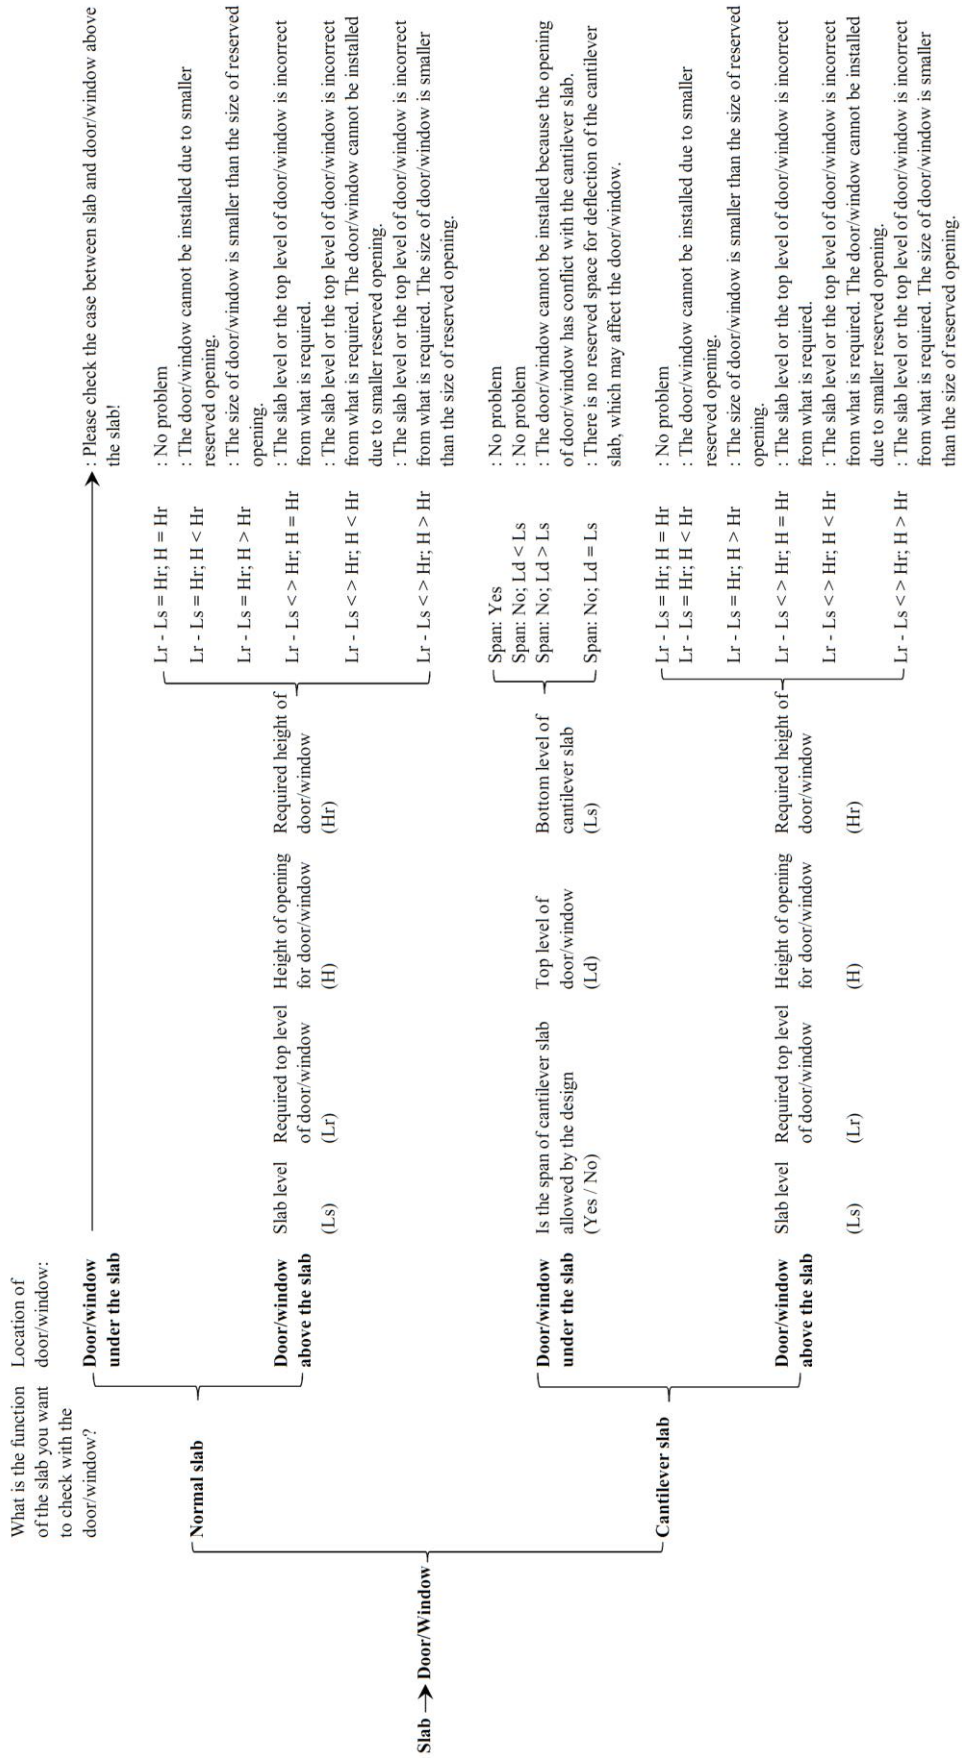 What is the function
of the slab you want
to check with the
door/window?
Location of
door/window:
Slab → Door/Window
Normal slab
Door/window
under the slab
: Please check the case between slab and door/window above
the slab!
Door/window
above the slab
Slab level
(Ls)
Required top level
of door/window
(Lr)
Height of opening
for door/window
(H)
Required height of
door/window
(Hr)
Lr - Ls = Hr; H = Hr
: No problem
Lr - Ls = Hr; H < Hr
: The door/window cannot be installed due to smaller
reserved opening.
Lr - Ls = Hr; H > Hr
: The size of door/window is smaller than the size of reserved
opening.
Lr - Ls < > Hr; H = Hr
: The slab level or the top level of door/window is incorrect
from what is required.
Lr - Ls < > Hr; H < Hr
: The slab level or the top level of door/window is incorrect
from what is required. The door/window cannot be installed
due to smaller reserved opening.
Lr - Ls < > Hr; H > Hr
: The slab level or the top level of door/window is incorrect
from what is required. The size of door/window is smaller
than the size of reserved opening.
Cantilever slab
Door/window
under the slab
Is the span of cantilever slab
allowed by the design
(Yes / No)
Top level of
door/window
(Ld)
Bottom level of
cantilever slab
(Ls)
Span: Yes
: No problem
Span: No; Ld < Ls
: No problem
Span: No; Ld > Ls
: The door/window cannot be installed because the opening
of door/window has conflict with the cantilever slab.
Span: No; Ld = Ls
: There is no reserved space for deflection of the cantilever
slab, which may affect the door/window.
Door/window
above the slab
Slab level
(Ls)
Required top level
of door/window
(Lr)
Height of opening
for door/window
(H)
Required height of
door/window
(Hr)
Lr - Ls = Hr; H = Hr
: No problem
Lr - Ls = Hr; H < Hr
: The door/window cannot be installed due to smaller
reserved opening.
Lr - Ls = Hr; H > Hr
: The size of door/window is smaller than the size of reserved
opening.
Lr - Ls < > Hr; H = Hr
: The slab level or the top level of door/window is incorrect
from what is required.
Lr - Ls < > Hr; H < Hr
: The slab level or the top level of door/window is incorrect
from what is required. The door/window cannot be installed
due to smaller reserved opening.
Lr - Ls < > Hr; H > Hr
: The slab level or the top level of door/window is incorrect
from what is required. The size of door/window is smaller
than the size of reserved opening.